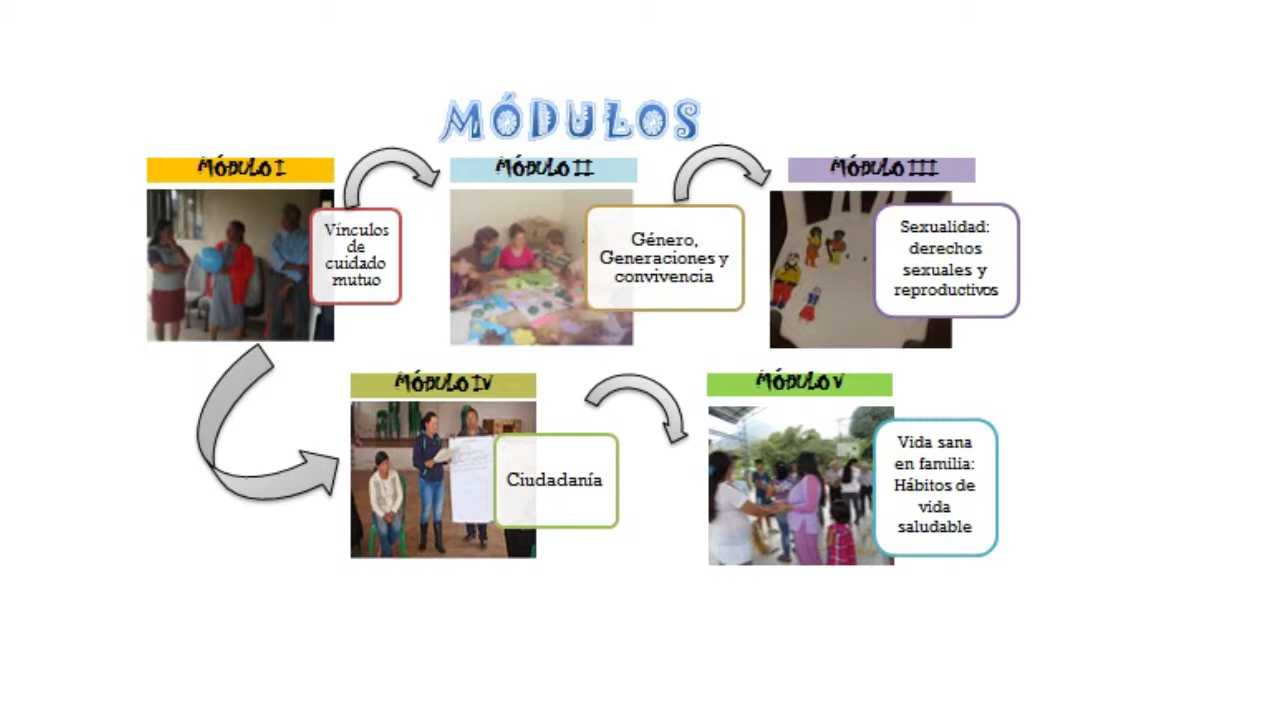 MÓDULOS
MÓDULO I
MÓDULO II
MÓDULO III
Vínculos
de
cuidado
mutuo
Género,
Generaciones y
convivencia
Sexualidad:
derechos
sexuales y
reproductivos
MÓDULO IV
MÓDULO V
Ciudadanía
Vida sana
en familia:
Hábitos de
vida
saludable